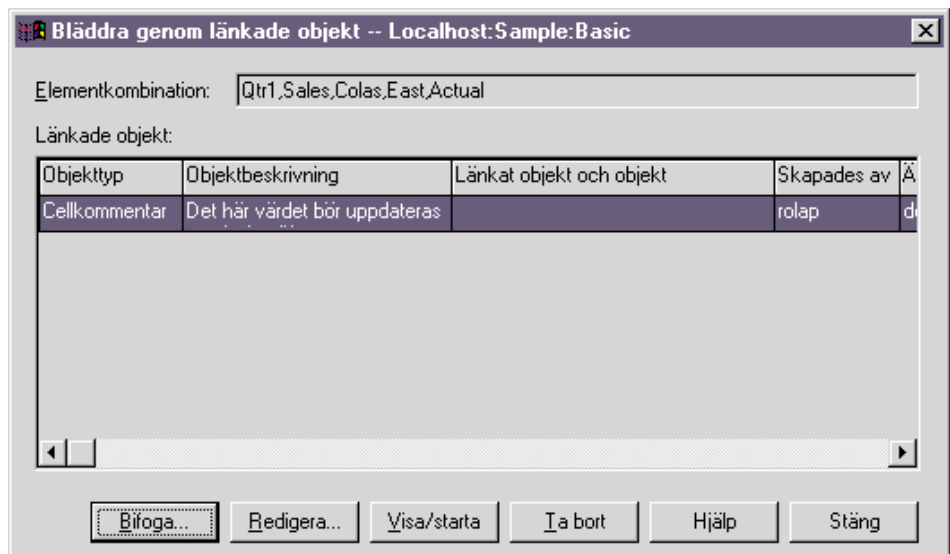 Bläddra genom länkade objekt -- Localhost:Sample:Basic
Elementkombination: Qtr1,Sales,Colas,East,Actual
Länkade objekt:
Objekttyp Objektbeskrivning Länkat objekt och objekt Skapades av
Cellkommentar Det här värdet bör uppdateras rolap
Bifoga... Redigera... Visa/starta Ta bort Hjälp Stäng